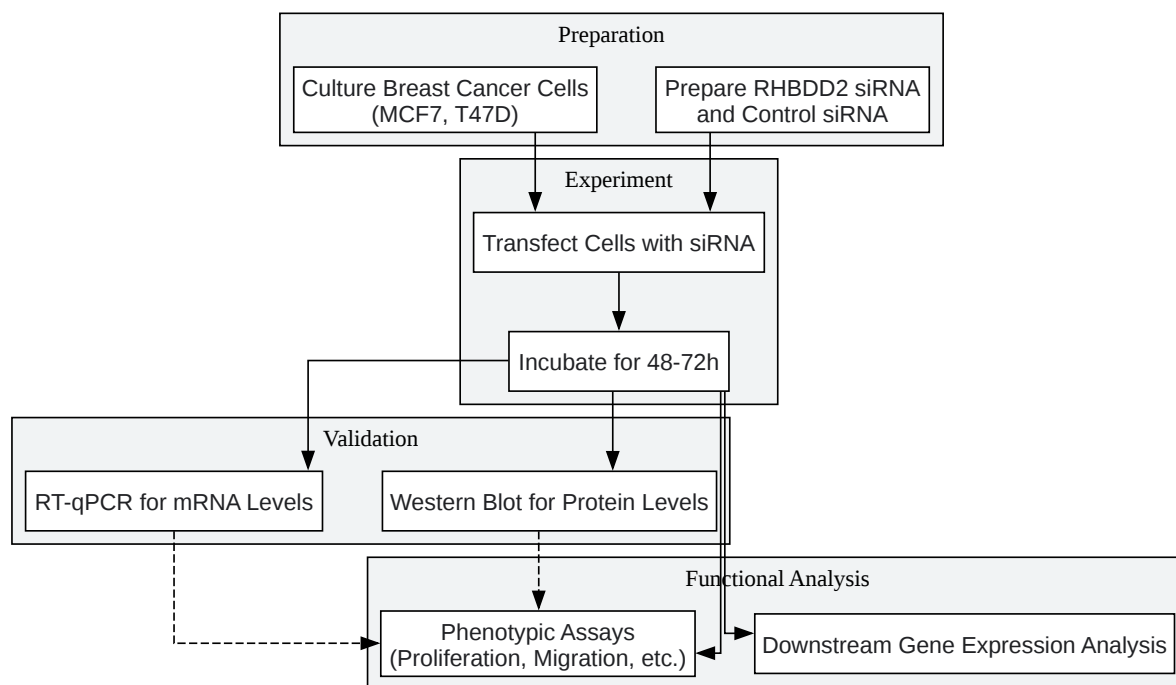 Preparation
Culture Breast Cancer Cells
(MCF7, T47D)
Prepare RHBDD2 siRNA
and Control siRNA
Experiment
Transfect Cells with siRNA
Incubate for 48-72h
Validation
RT-qPCR for mRNA Levels
Western Blot for Protein Levels
Functional Analysis
Phenotypic Assays
(Proliferation, Migration, etc.)
Downstream Gene Expression Analysis